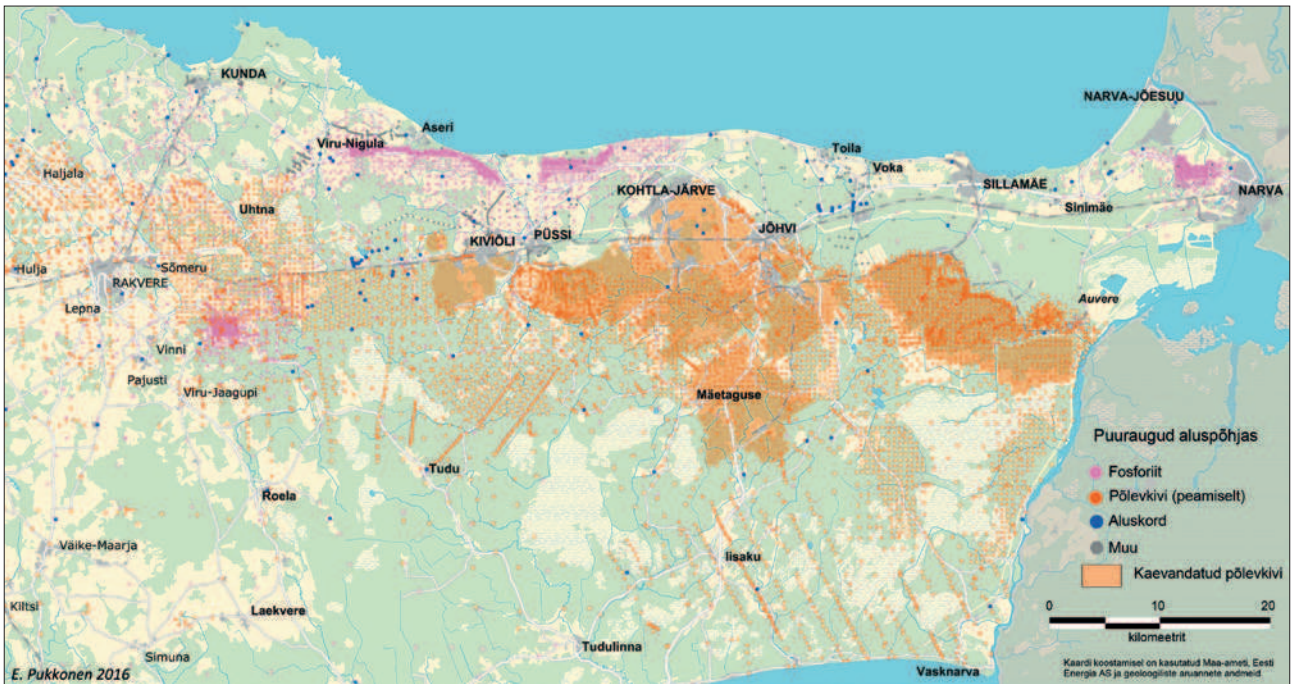 KUNDA
NARVA-JÕESUU
Aseri
Viru-Nigula
Toila
Voka
Haljala
KOHTLA-JÄRVE
SILLAMÄE
NARVA
Uhtna
Sinimäe
KIVIÕLI
PÜSSI
JÕHVI
Hulja
Sõmeru
RAKVERE
Lepna
Auvere
Vinni
Pajusti
Viru-Jaagupi
Mäetaguse
Tudu
Roela
Väike-Maarja
Iisaku
Kiltsi
Laekvere
Simuna
Tudulinna
Vasknarva
Puuraugud aluspõhjas
Fosforiit
Põlevkivi (peamiselt)
Aluskord
Muu
Kaevandatud põlevkivi
0 10 20
kilomeetrit
Kaardi koostamisel on kasutatud Maa-ameti, Eesti
Energia AS ja geoloogiliste aruannete andmeid
E. Pukkonen 2016